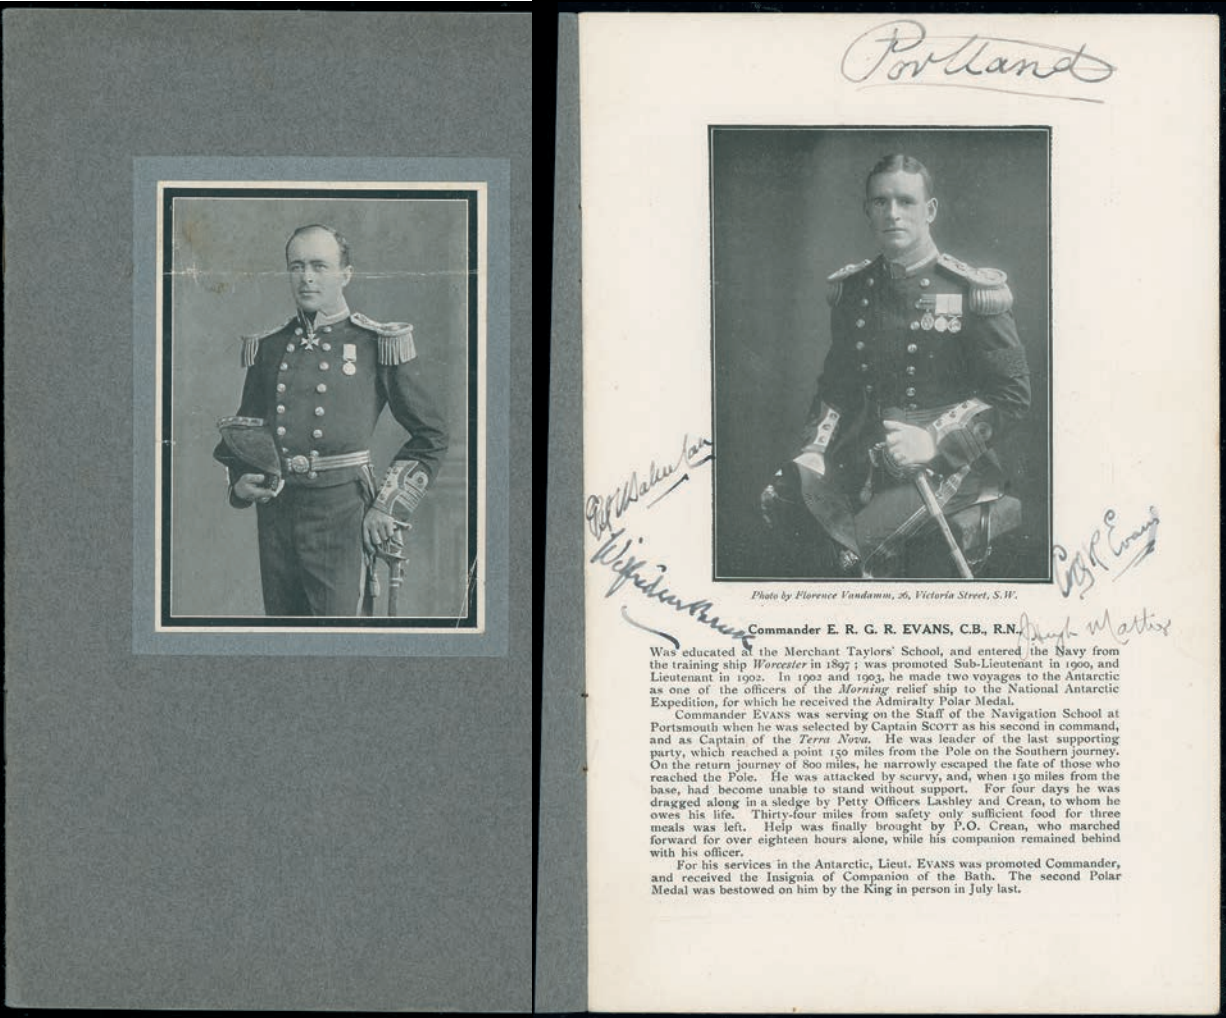 Portland
Wilfred M Bruce
E R G R Evans
Photo by Florence Vandamm, 26, Victoria Street, S.W.
Commander E. R. G. R. EVANS, C.B., R.N.,
Hugh
Was educated at the Merchant Taylors' School, and entered the Navy from
the training ship Worcester in 1897 ; was promoted Sub-Lieutenant in 1900, and
Lieutenant in 1902. In 1902 and 1903, he made two voyages to the Antarctic
as one of the officers of the Morning relief ship to the National Antarctic
Expedition, for which he received the Admiralty Polar Medal.
Commander EVANS was serving on the Staff of the Navigation School at
Portsmouth when he was selected by Captain SCOTT as his second in command,
and as Captain of the Terra Nova. He was leader of the last supporting
party, which reached a point 150 miles from the Pole on the Southern journey.
On the return journey of 800 miles, he narrowly escaped the fate of those who
reached the Pole. He was attacked by scurvy, and, when 150 miles from the
base, had become unable to stand without support. For four days he was
dragged along in a sledge by Petty Officers Lashley and Crean, to whom he
owes his life. Thirty-four miles from safety only sufficient food for three
meals was left. Help was finally brought by P.O. Crean, who marched
forward for over eighteen hours alone, while his companion remained behind
with his officer.
For his services in the Antarctic, Lieut. EVANS was promoted Commander,
and received the Insignia of Companion of the Bath. The second Polar
Medal was bestowed on him by the King in person in July last.